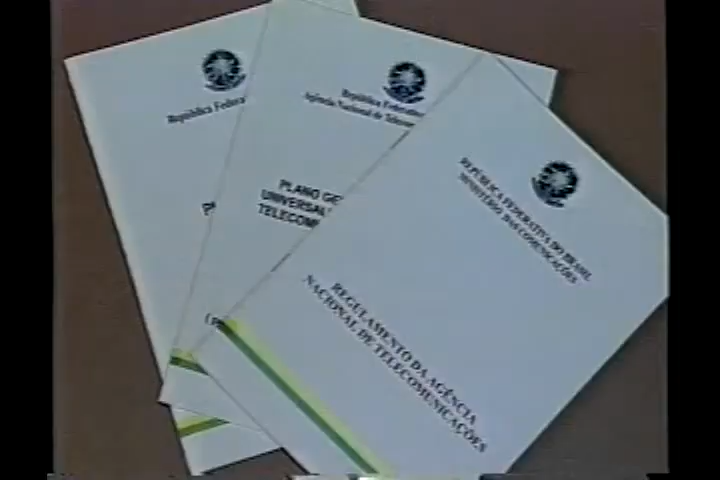 República Federa
República Federativ
Agência Nacional de Teleco
PLANO GE
UNIVERSAL
TELECOMU
REPÚBLICA FEDERATIVA DO BRASIL
MINISTÉRIO DAS COMUNICAÇÕES
REGULAMENTO DA AGÊNCIA
NACIONAL DE TELECOMUNICAÇÕES